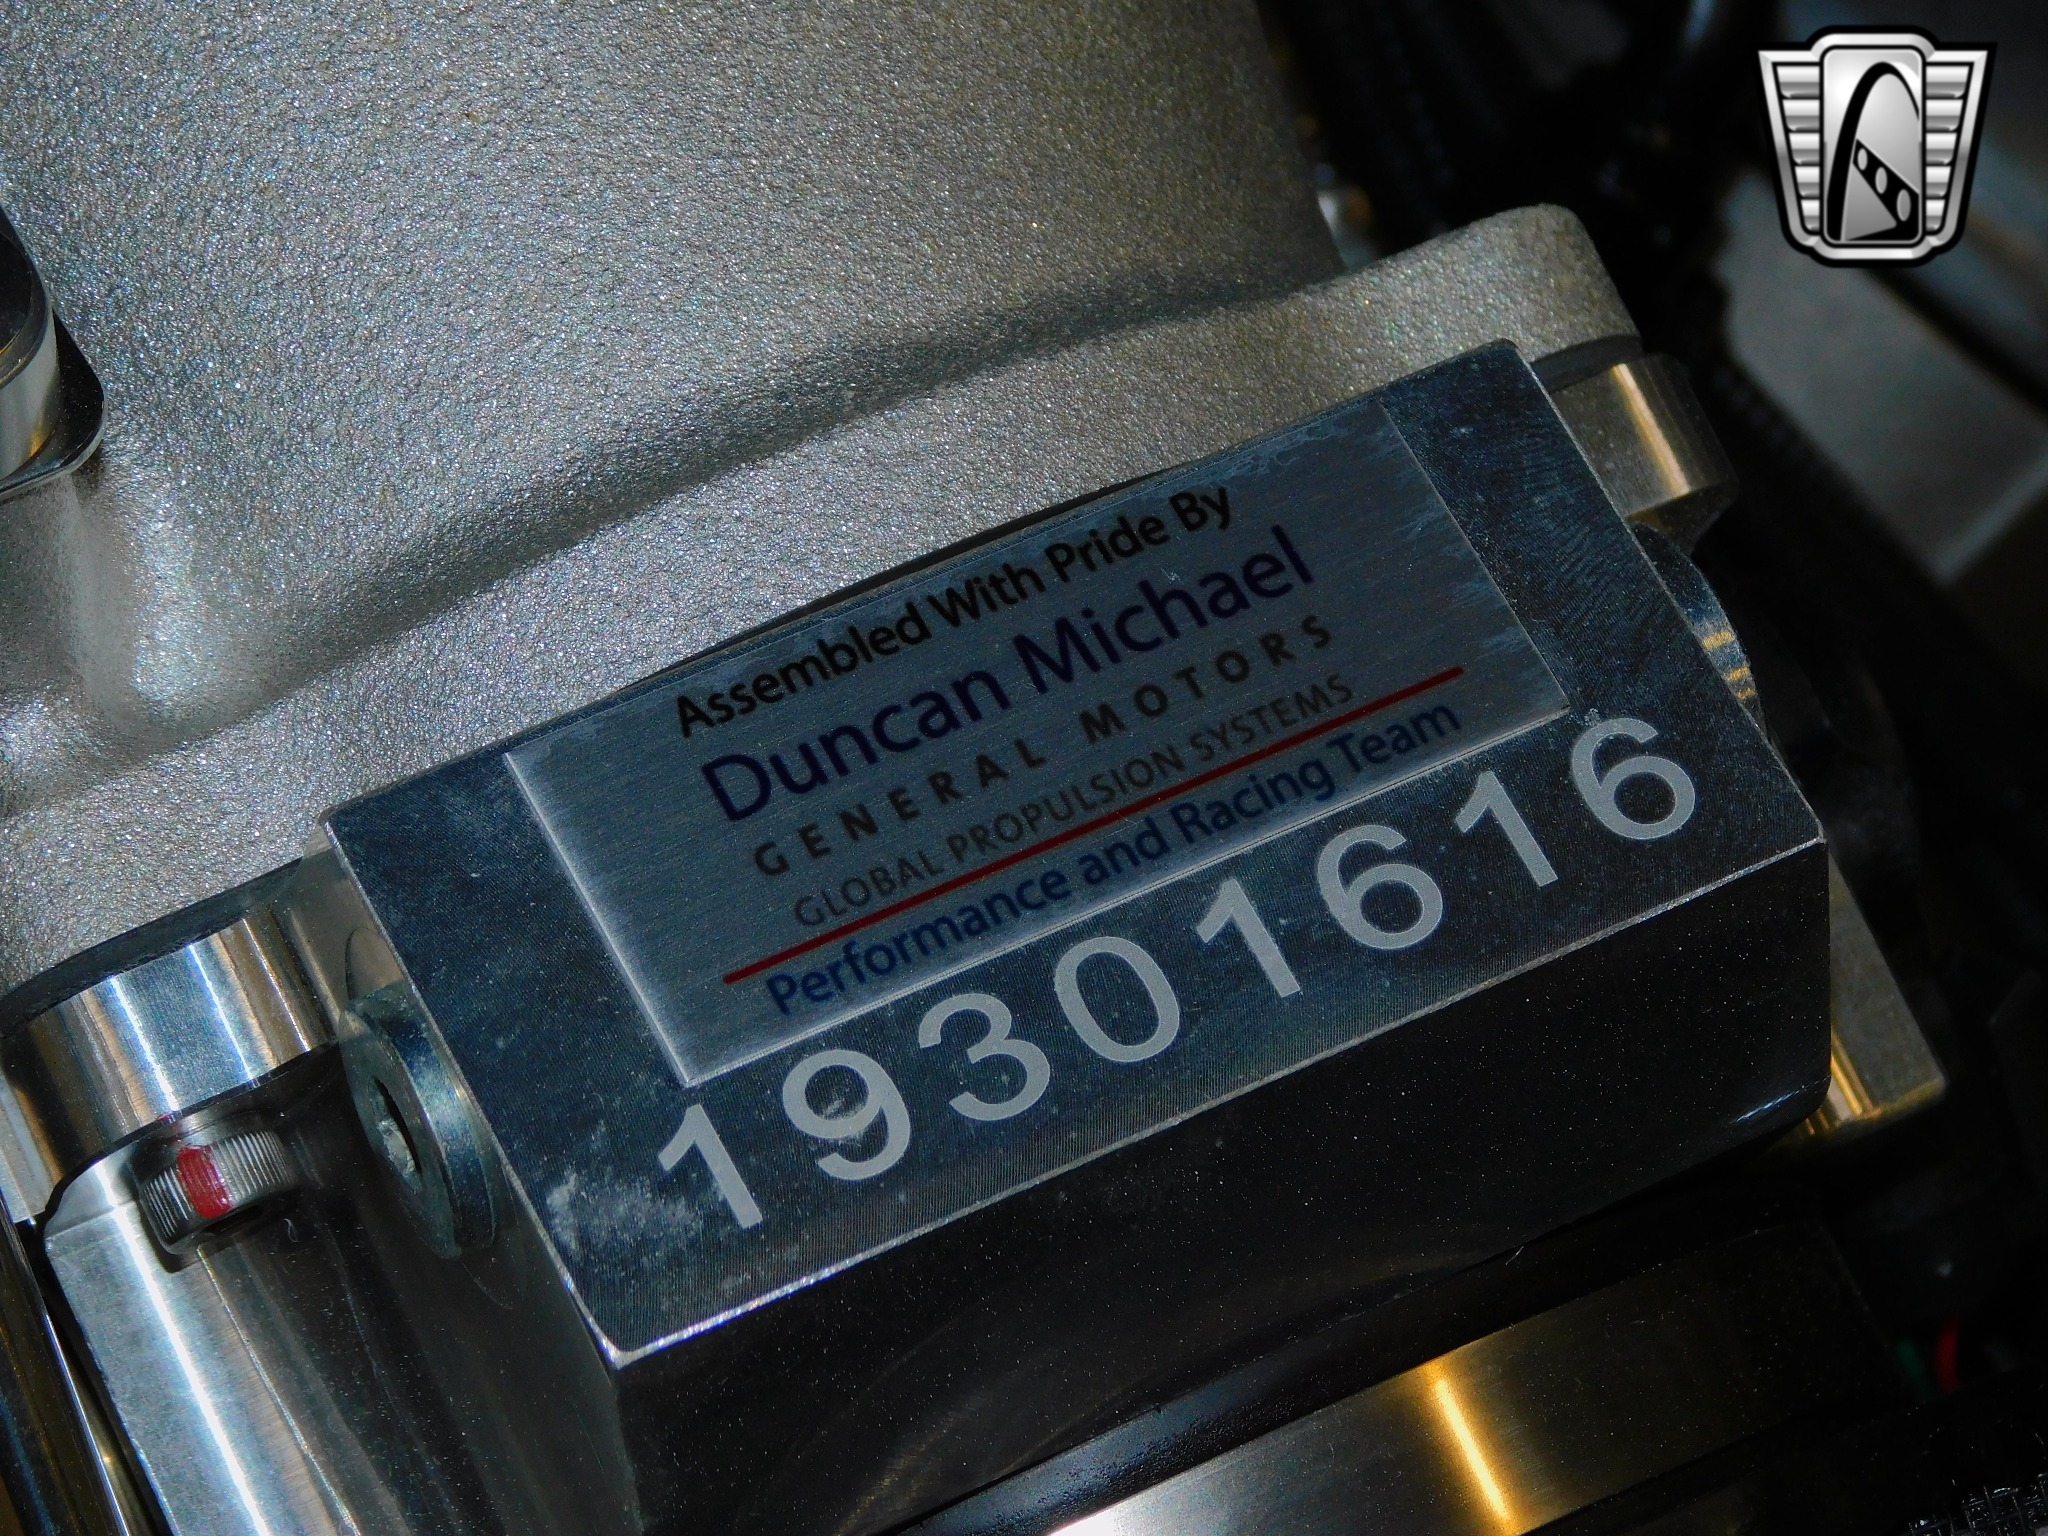 Assembled With Pride By
Duncan Michael
GENERAL MOTORS
GLOBAL PROPULSION SYSTEMS
Performance and Racing Team
19301616